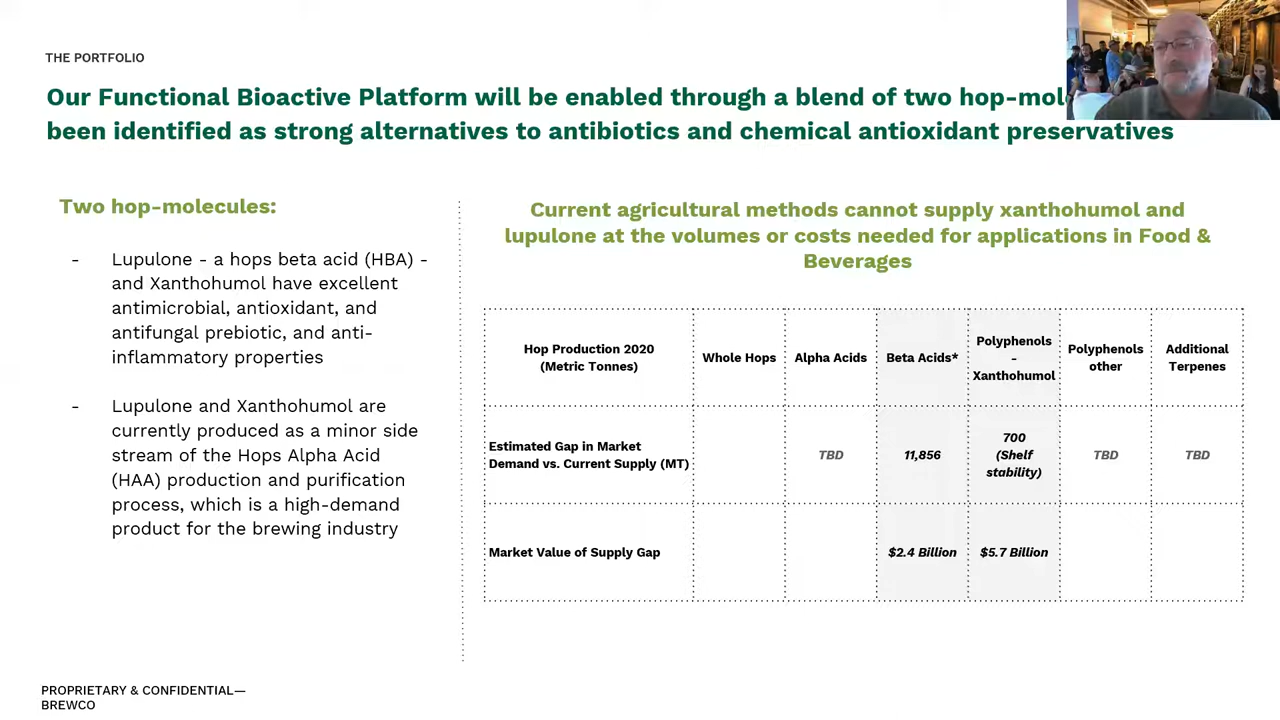 THE PORTFOLIO
Our Functional Bioactive Platform will be enabled through a blend of two
been identified as strong alternatives to antibiotics and chemical antioxidant preservatives
Two hop-molecules:
- Lupulone - a hops beta acid (HBA) -
and Xanthohumol have excellent
antimicrobial, antioxidant, and
antifungal prebiotic, and anti-
inflammatory properties
- Lupulone and Xanthohumol are
currently produced as a minor side
stream of the Hops Alpha Acid
(HAA) production and purification
process, which is a high-demand
product for the brewing industry
Current agricultural methods cannot supply xanthohumol and
lupulone at the volumes or costs needed for applications in Food &
Beverages
Hop Production 2020
(Metric Tonnes)
Whole Hops
Alpha Acids
Beta Acids*
Polyphenols
-
Xanthohumol
Polyphenols
other
Additional
Terpenes
Estimated Gap in Market
Demand vs. Current Supply (MT)
TBD
11,856
700
(Shelf
stability)
TBD
TBD
Market Value of Supply Gap
$2.4 Billion
$5.7 Billion
PROPRIETARY & CONFIDENTIAL—
BREWCO